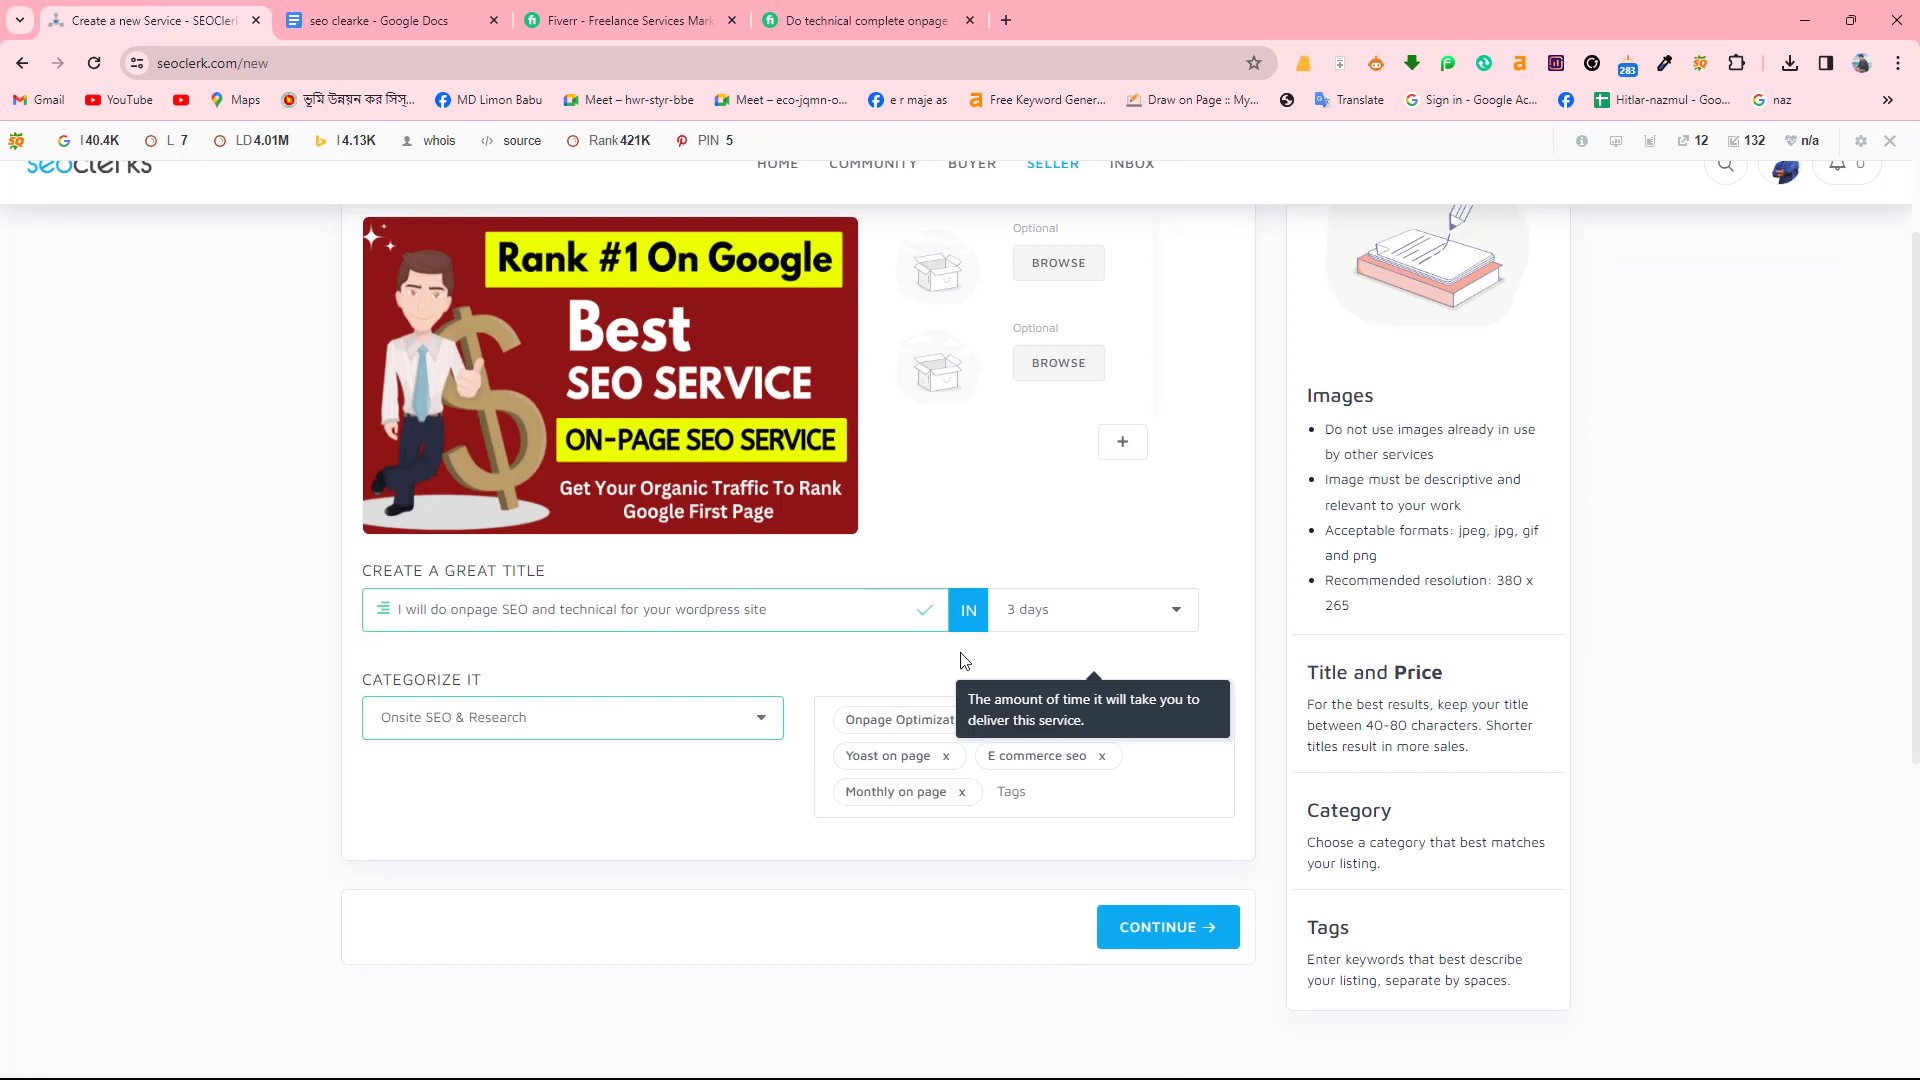 Create a new Service - SEOClerk
seo clearke - Google Docs
Fiverr - Freelance Services Mark
Do technical complete onpage
seoclerk.com/new
283
Gmail
YouTube
Maps
ভূমি উন্নয়ন কর সিস্...
MD Limon Babu
Meet – hwr-styr-bbe
Meet – eco-jqmn-o...
e r maje as
Free Keyword Gener...
Draw on Page :: My...
Translate
Sign in - Google Ac...
Hitlar-nazmul - Goo...
naz
I 40.4K
L 7
LD 4.01M
I 4.13K
whois
source
Rank 421K
PIN 5
12
132
n/a
seoclerks
HOME
COMMUNITY
BUYER
SELLER
INBOX
0
Rank #1 On Google
Best
SEO SERVICE
ON-PAGE SEO SERVICE
Get Your Organic Traffic To Rank
Google First Page
Optional
BROWSE
Optional
BROWSE
+
CREATE A GREAT TITLE
I will do onpage SEO and technical for your wordpress site
IN
3 days
CATEGORIZE IT
Onsite SEO & Research
The amount of time it will take you to
deliver this service.
Onpage Optimizat
Yoast on page x
E commerce seo x
Monthly on page x
Tags
CONTINUE →
Images
• Do not use images already in use
by other services
• Image must be descriptive and
relevant to your work
• Acceptable formats: jpeg, jpg, gif
and png
• Recommended resolution: 380 x
265
Title and Price
For the best results, keep your title
between 40-80 characters. Shorter
titles result in more sales.
Category
Choose a category that best matches
your listing.
Tags
Enter keywords that best describe
your listing, separate by spaces.